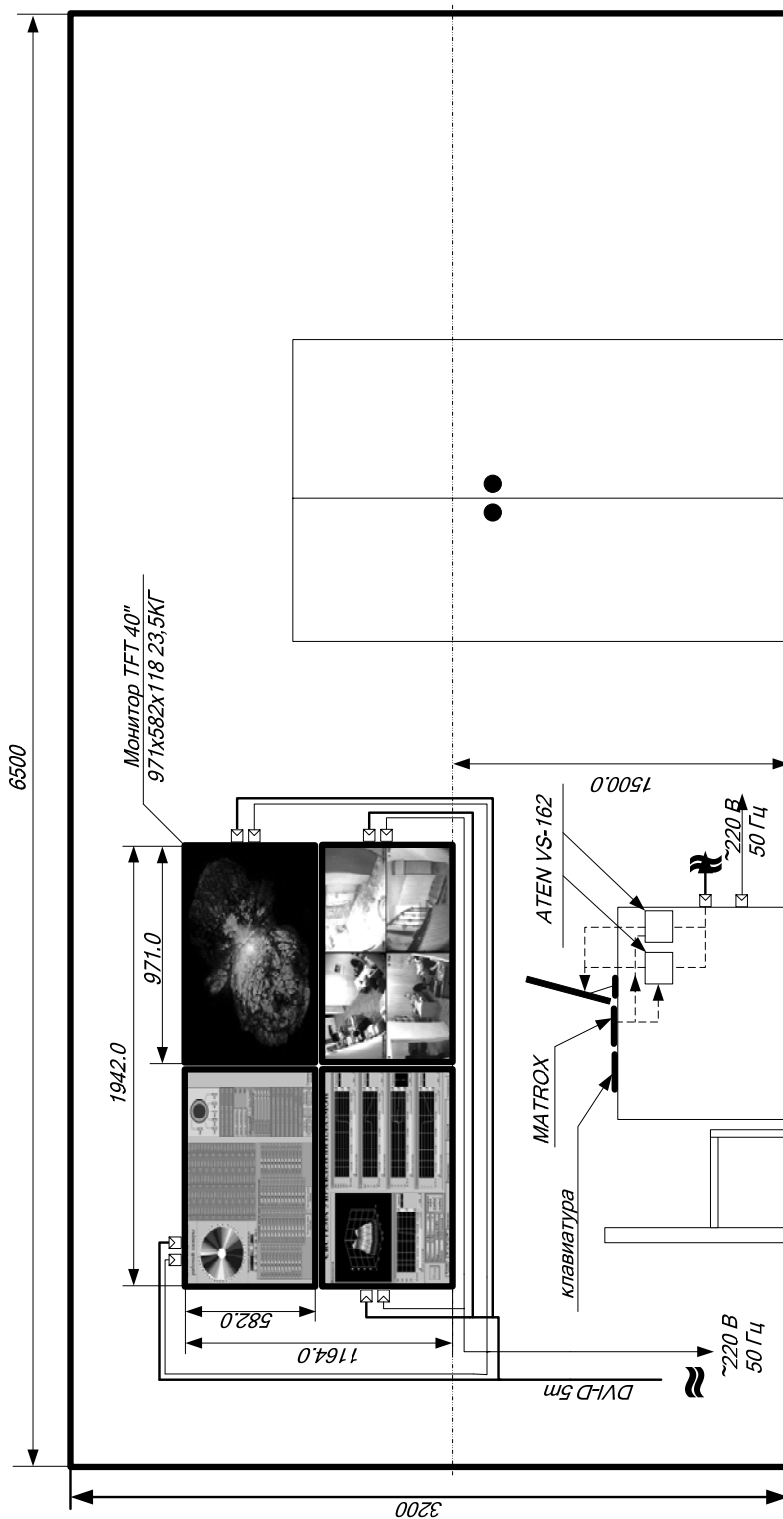 6500
Монитор TFT 40"
971x582x118 23,5КГ
1942.0
971.0
582.0
1164.0
1500.0
ATEN VS-162
MATROX
клавиатура
~220 В
50 Гц
DVI-D 5m
~220 В
50 Гц
3200